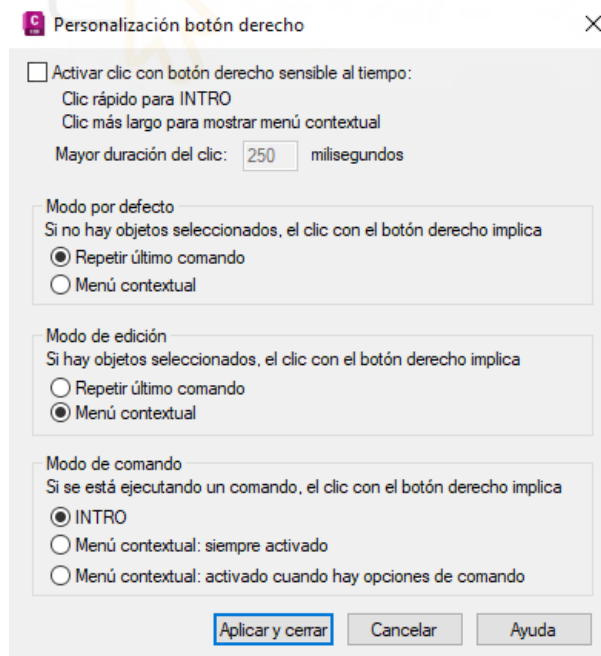 Personalización botón derecho
Activar clic con botón derecho sensible al tiempo:
Clic rápido para INTRO
Clic más largo para mostrar menú contextual
Mayor duración del clic: 250 milisegundos
Modo por defecto
Si no hay objetos seleccionados, el clic con el botón derecho implica
Repetir último comando
Menú contextual
Modo de edición
Si hay objetos seleccionados, el clic con el botón derecho implica
Repetir último comando
Menú contextual
Modo de comando
Si se está ejecutando un comando, el clic con el botón derecho implica
INTRO
Menú contextual: siempre activado
Menú contextual: activado cuando hay opciones de comando
Aplicar y cerrar Cancelar Ayuda